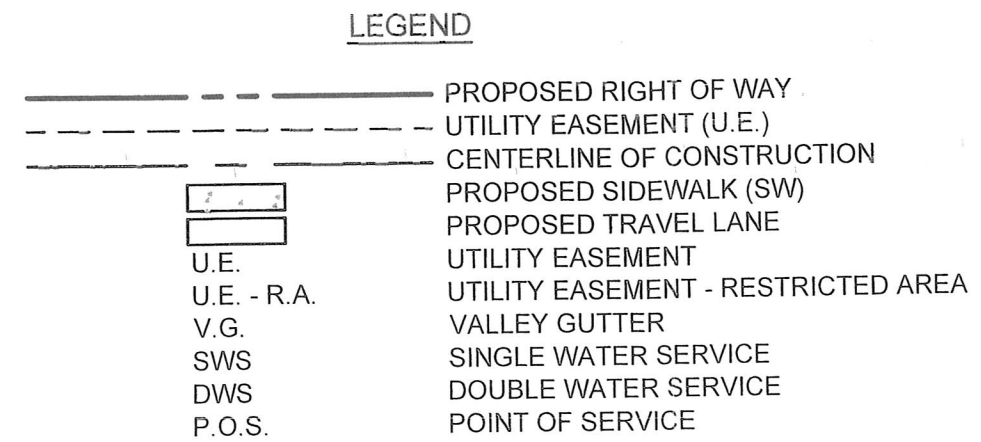 LEGEND
PROPOSED RIGHT OF WAY
UTILITY EASEMENT (U.E.)
CENTERLINE OF CONSTRUCTION
PROPOSED SIDEWALK (SW)
PROPOSED TRAVEL LANE
U.E. UTILITY EASEMENT
U.E. - R.A. UTILITY EASEMENT - RESTRICTED AREA
V.G. VALLEY GUTTER
SWS SINGLE WATER SERVICE
DWS DOUBLE WATER SERVICE
P.O.S. POINT OF SERVICE